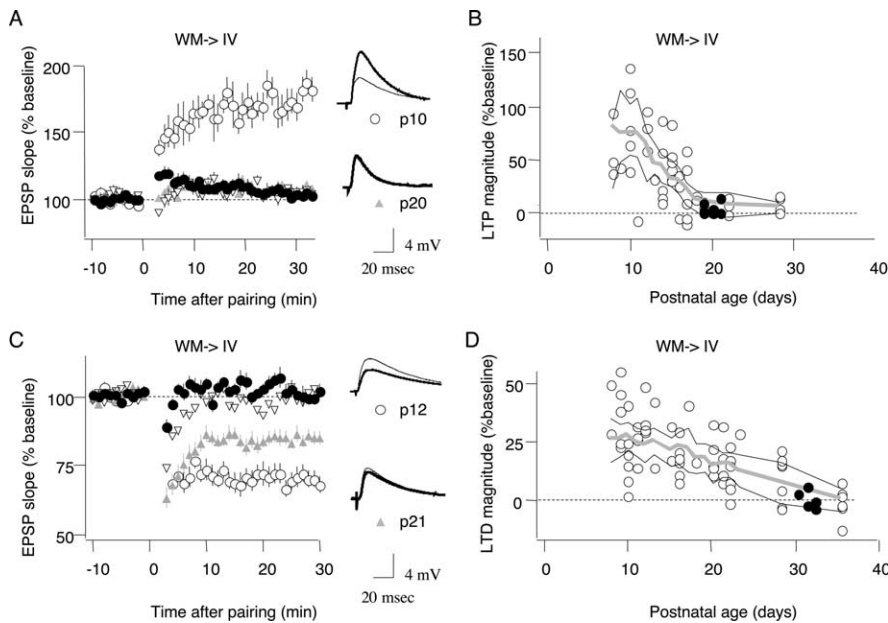 A
WM-> IV
EPSP slope (% baseline)
200
150
100
-10 0 10 20 30
Time after pairing (min)
p10
p20
4 mV
20 msec
B
WM-> IV
LTP magnitude (%baseline)
150
100
50
0
0 10 20 30 40
Postnatal age (days)
C
WM-> IV
EPSP slope (% baseline)
100
75
50
-10 0 10 20 30
Time after pairing (min)
p12
p21
4 mV
20 msec
D
WM-> IV
LTD magnitude (%baseline)
50
25
0
0 10 20 30 40
Postnatal age (days)